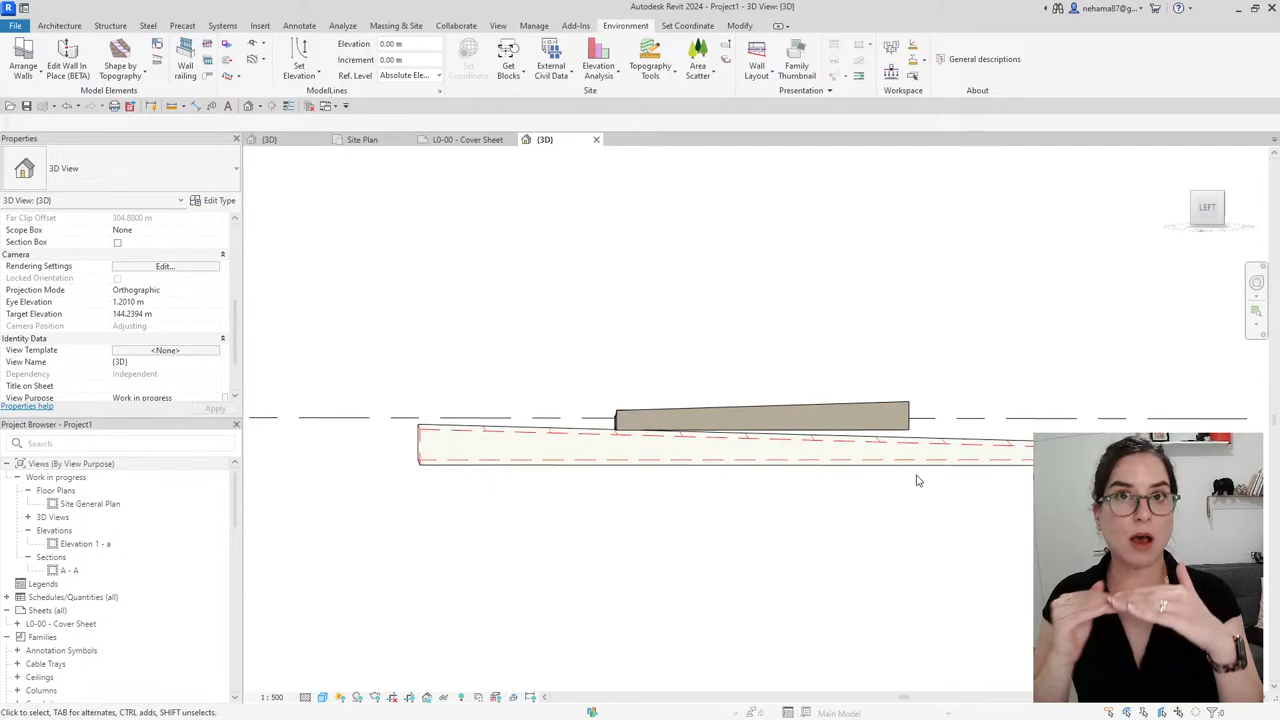 Autodesk Revit 2024 - Project1 - 3D View: {3D}
nehama87@g...
File Architecture Structure Steel Precast Systems Insert Annotate Analyze Massing & Site Collaborate View Manage Add-Ins Environment Set Coordinate Modify
Elevation 0.00 m
Increment 0.00 m
Ref. Level Absolute Ele...
Arrange Walls
Edit Wall In Place (BETA)
Shape by Topography
Wall railing
Set Elevation
Set Coordinate
Get Blocks
External Civil Data
Elevation Analysis
Topography Tools
Area Scatter
Wall Layout
Family Thumbnail
General descriptions
Model Elements ModelLines Site Presentation Workspace About
Properties
{3D} Site Plan L0-00 - Cover Sheet {3D}
3D View
3D View: {3D} Edit Type
Far Clip Offset 304.8000 m
Scope Box None
Section Box
Camera
Rendering Settings Edit...
Locked Orientation
Projection Mode Orthographic
Eye Elevation 1.2010 m
Target Elevation 144.2394 m
Camera Position Adjusting
Identity Data
View Template <None>
View Name {3D}
Dependency Independent
Title on Sheet
View Purpose Work in progress
Properties help Apply
LEFT
Project Browser - Project1
Search
Views (By View Purpose)
Work in progress
Floor Plans
Site General Plan
3D Views
Elevations
Elevation 1 - a
Sections
A - A
Legends
Schedules/Quantities (all)
Sheets (all)
L0-00 - Cover Sheet
Families
Annotation Symbols
Cable Trays
Ceilings
Columns
1 : 500
Click to select, TAB for alternates, CTRL adds, SHIFT unselects.
:0
Main Model
:0